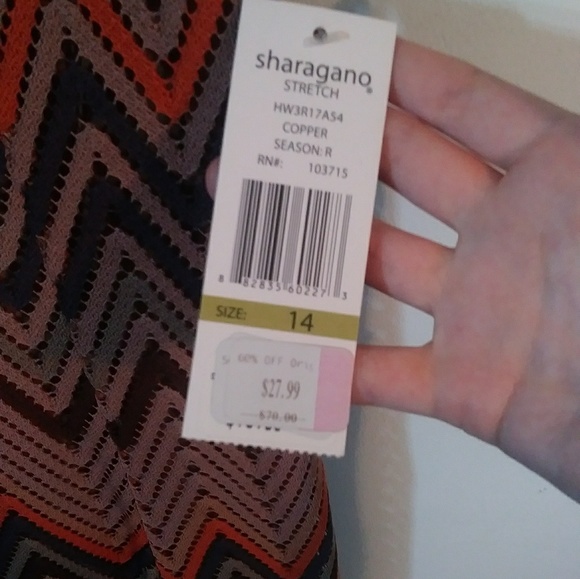 sharagano®
STRETCH
HW3R17A54
COPPER
SEASON: R
RN#: 103715
8 82835 60227 3
SIZE: 14
60% OFF Orig
$27.99
$70.00